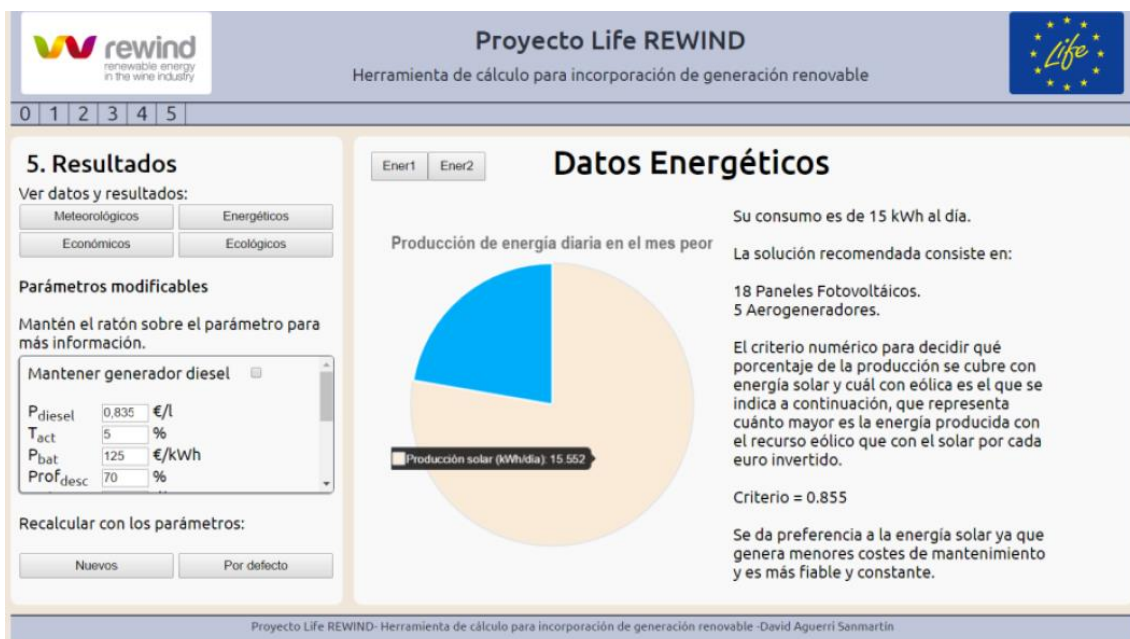 rewind
renewable energy
in the wine industry
Proyecto Life REWIND
Herramienta de cálculo para incorporación de generación renovable
Life
0 1 2 3 4 5
5. Resultados
Ver datos y resultados:
Meteorológicos Energéticos
Económicos Ecológicos
Parámetros modificables
Mantén el ratón sobre el parámetro para
más información.
Mantener generador diesel
Pdiesel 0,835 €/l
Tact 5 %
Pbat 125 €/kWh
Profdesc 70 %
Recalcular con los parámetros:
Nuevos Por defecto
Ener1 Ener2
Datos Energéticos
Producción de energía diaria en el mes peor
Producción solar (kWh/día): 15.552
Su consumo es de 15 kWh al día.
La solución recomendada consiste en:
18 Paneles Fotovoltáicos.
5 Aerogeneradores.
El criterio numérico para decidir qué
porcentaje de la producción se cubre con
energía solar y cuál con eólica es el que se
indica a continuación, que representa
cuánto mayor es la energía producida con
el recurso eólico que con el solar por cada
euro invertido.
Criterio = 0.855
Se da preferencia a la energía solar ya que
genera menores costes de mantenimiento
y es más fiable y constante.
Proyecto Life REWIND- Herramienta de cálculo para incorporación de generación renovable -David Aguerri Sanmartín